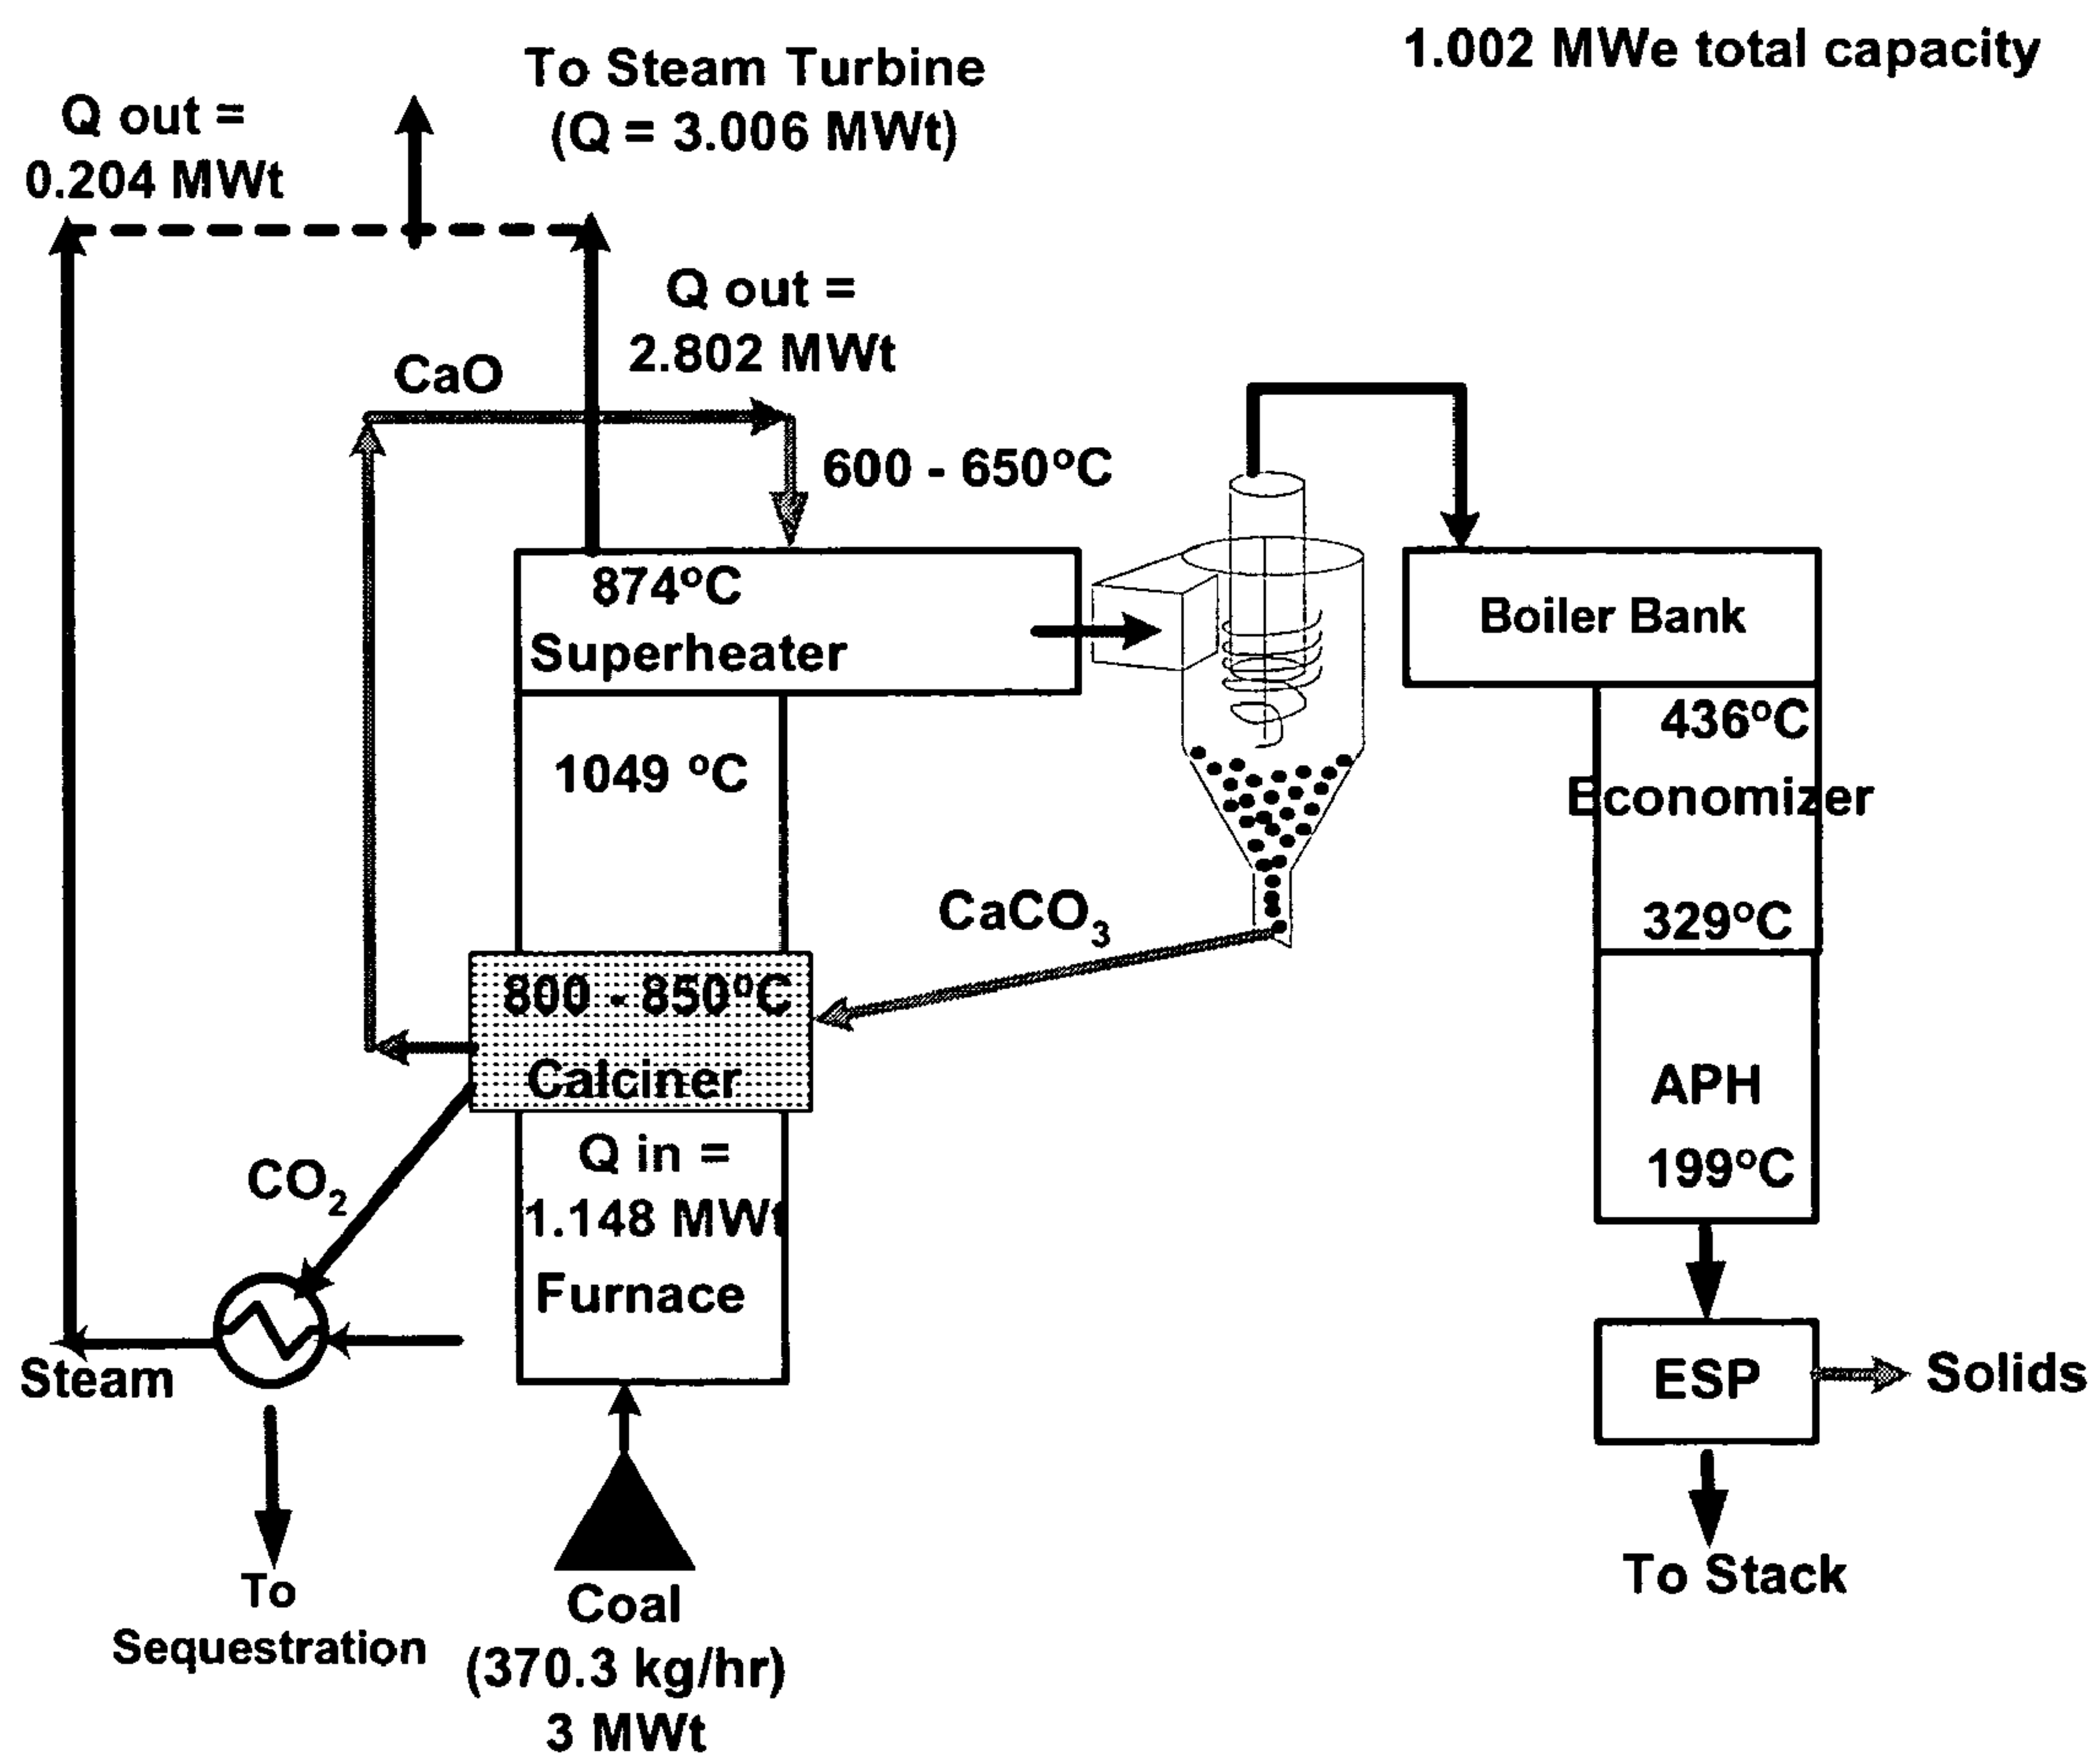 1.002 MWe total capacity
To Steam Turbine
(Q = 3.006 MWt)
Q out =
0.204 MWt
Q out =
2.802 MWt
CaO
600 - 650°C
874°C
Superheater
1049 °C
Boiler Bank
436°C
Economizer
329°C
CaCO3
800 - 850°C
Calciner
APH
199°C
Q in =
1.148 MWt
Furnace
CO2
Steam
ESP
Solids
To
Sequestration
Coal
(370.3 kg/hr)
3 MWt
To Stack